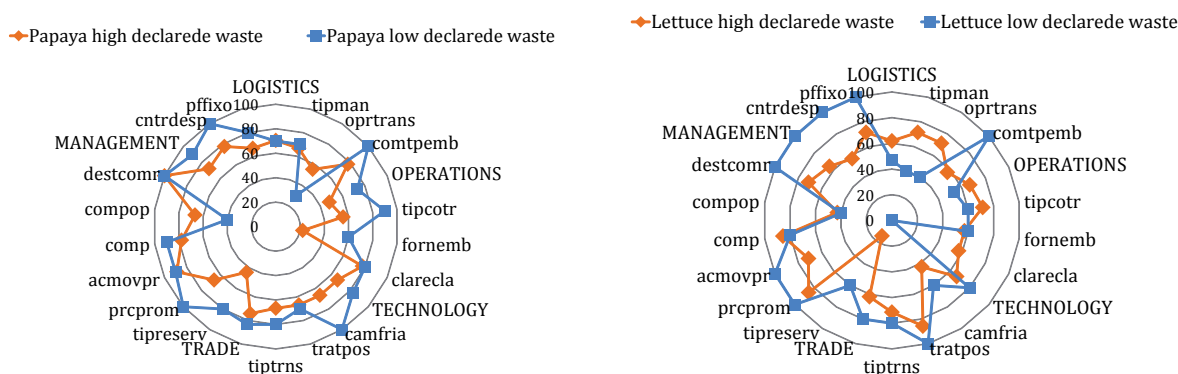 Papaya high declarede waste
Papaya low declarede waste
LOGISTICS
tipman
oprtrans
comtpemb
OPERATIONS
tipcotr
fornemb
clarecla
TECHNOLOGY
camfria
tratpos
tiptrns
TRADE
tipreserv
prcprom
acmovpr
comp
compop
destcomr
MANAGEMENT
cntrdesp
pffixo
100
80
60
40
20
0
Lettuce high declarede waste
Lettuce low declarede waste
LOGISTICS
tipman
oprtrans
comtpemb
OPERATIONS
tipcotr
fornemb
clarecla
TECHNOLOGY
camfria
tratpos
tiptrns
TRADE
tipreserv
prcprom
acmovpr
comp
compop
destcomr
MANAGEMENT
cntrdesp
pffixo
100
80
60
40
20
0